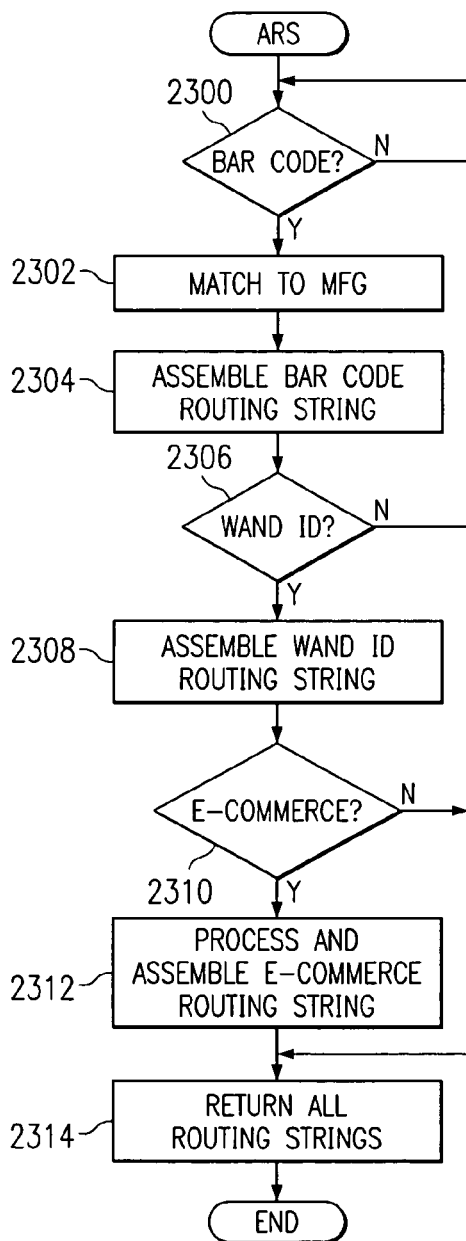 ARS
2300
BAR CODE?
N
Y
2302
MATCH TO MFG
2304
ASSEMBLE BAR CODE
ROUTING STRING
2306
WAND ID?
N
Y
2308
ASSEMBLE WAND ID
ROUTING STRING
E-COMMERCE?
N
2310
Y
2312
PROCESS AND
ASSEMBLE E-COMMERCE
ROUTING STRING
2314
RETURN ALL
ROUTING STRINGS
END